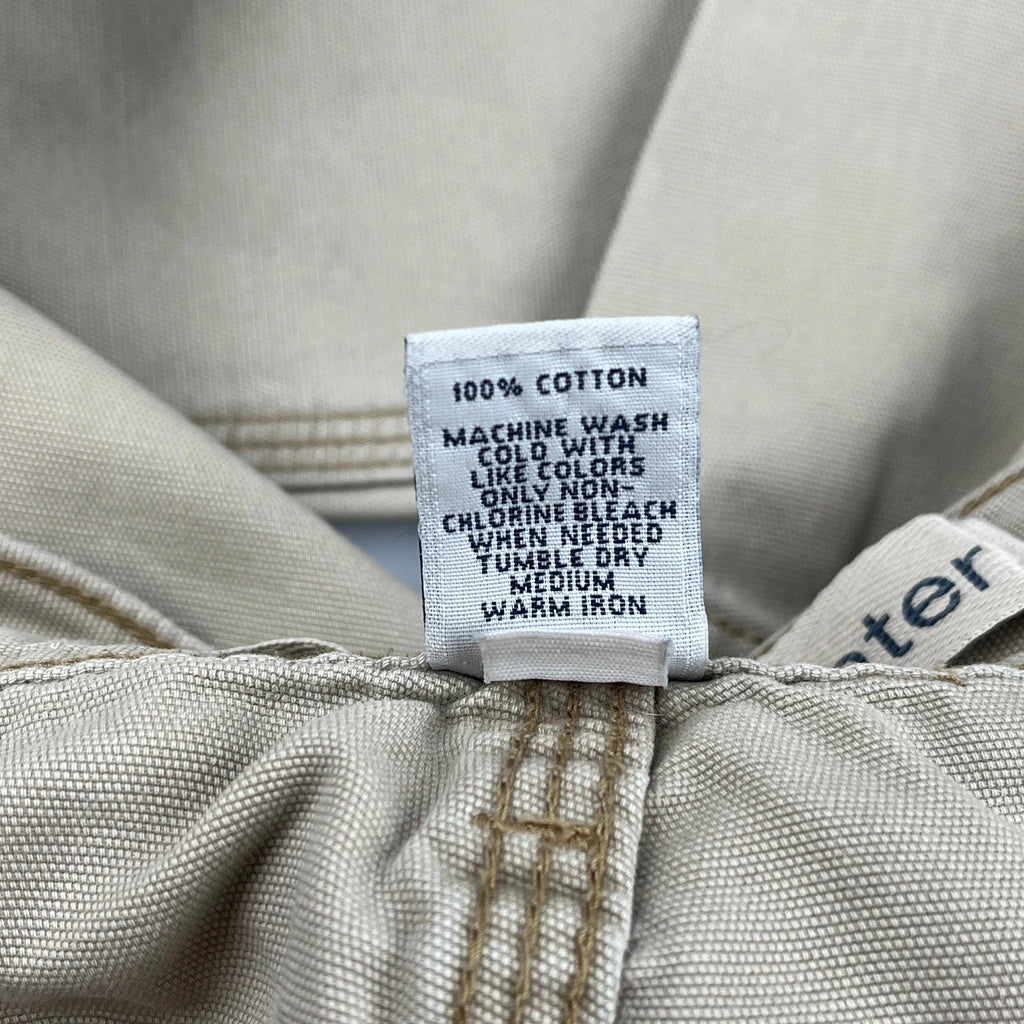 100% COTTON
MACHINE WASH
COLD WITH
LIKE COLORS
ONLY NON-
CHLORINE BLEACH
WHEN NEEDED
TUMBLE DRY
MEDIUM
WARM IRON